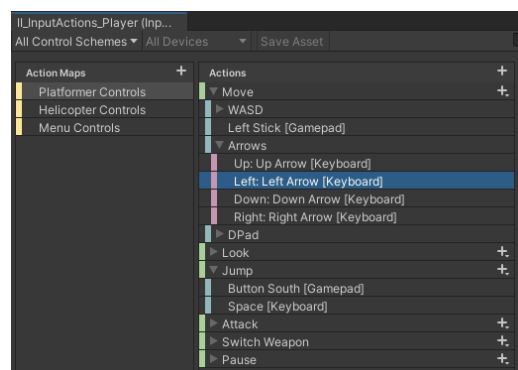 II_InputActions_Player (Inp...
All Control Schemes All Devices Save Asset
Action Maps + Actions +
Platformer Controls
Helicopter Controls
Menu Controls
Move +
WASD
Left Stick [Gamepad]
Arrows
Up: Up Arrow [Keyboard]
Left: Left Arrow [Keyboard]
Down: Down Arrow [Keyboard]
Right: Right Arrow [Keyboard]
DPad
Look +
Jump +
Button South [Gamepad]
Space [Keyboard]
Attack +
Switch Weapon +
Pause +